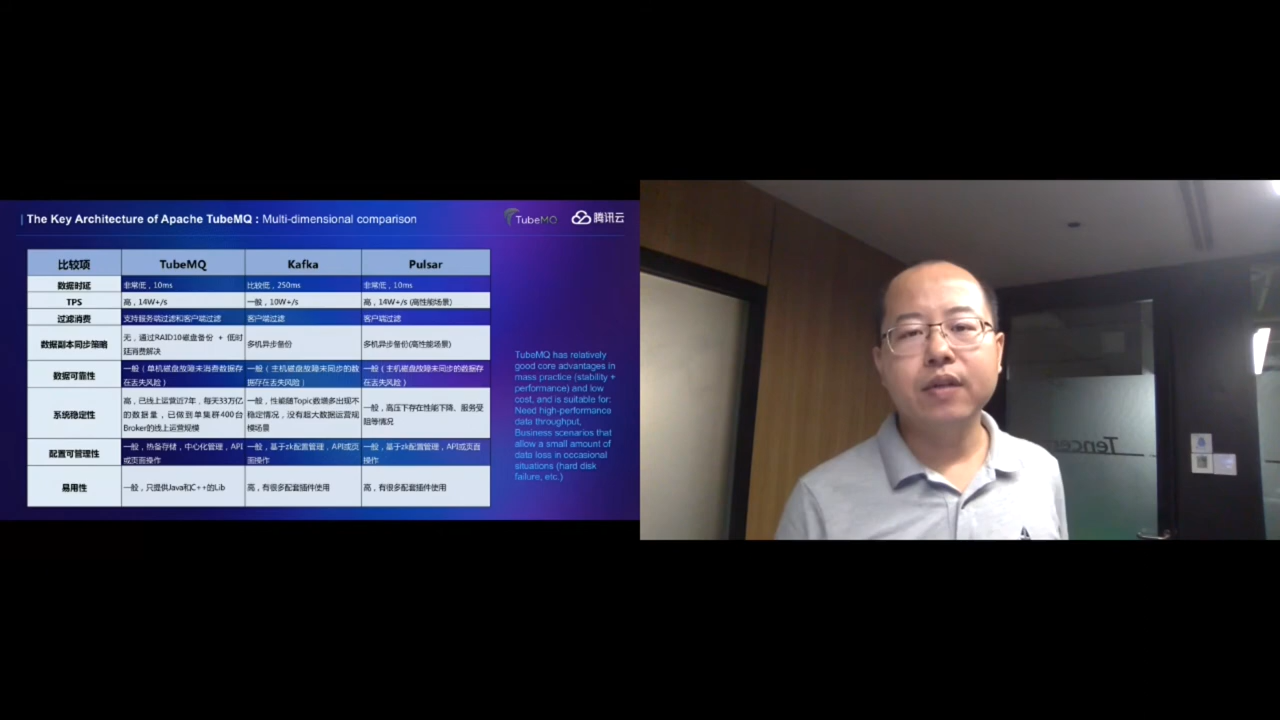 The Key Architecture of Apache TubeMQ : Multi-dimensional comparison
TubeMQ
腾讯云
比较项 TubeMQ Kafka Pulsar
数据时延 非常低，10ms 比较低，250ms 非常低，10ms
TPS 高，14W+/s 一般，10W+/s 高，14W+/s (高性能场景)
过滤消费 支持服务端过滤和客户端过滤 客户端过滤 客户端过滤
数据副本同步策略 无，通过RAID10磁盘备份 + 低时
延消费解决 多机异步备份 多机异步备份(高性能场景)
数据可靠性 一般（单机磁盘故障未消费数据存
在丢失风险） 一般（主机磁盘故障未同步的数
据存在丢失风险） 一般（主机磁盘故障未同步的数据存
在丢失风险）
系统稳定性 高，已线上运营近7年，每天33万亿
的数据量，已做到单集群400台
Broker的线上运营规模 一般，性能随Topic数增多出现不
稳定情况，没有超大数据运营规
模场景 一般，高压下存在性能下降、服务受
阻等情况
配置可管理性 一般，热备存储，中心化管理，API
或页面操作 一般，基于zk配置管理，API或页
面操作 一般，基于zk配置管理，API或页面
操作
易用性 一般，只提供Java和C++的Lib 高，有很多配套插件使用 高，有很多配套插件使用
TubeMQ has relatively
good core advantages in
mass practice (stability +
performance) and low
cost, and is suitable for:
Need high-performance
data throughput,
Business scenarios that
allow a small amount of
data loss in occasional
situations (hard disk
failure, etc.)